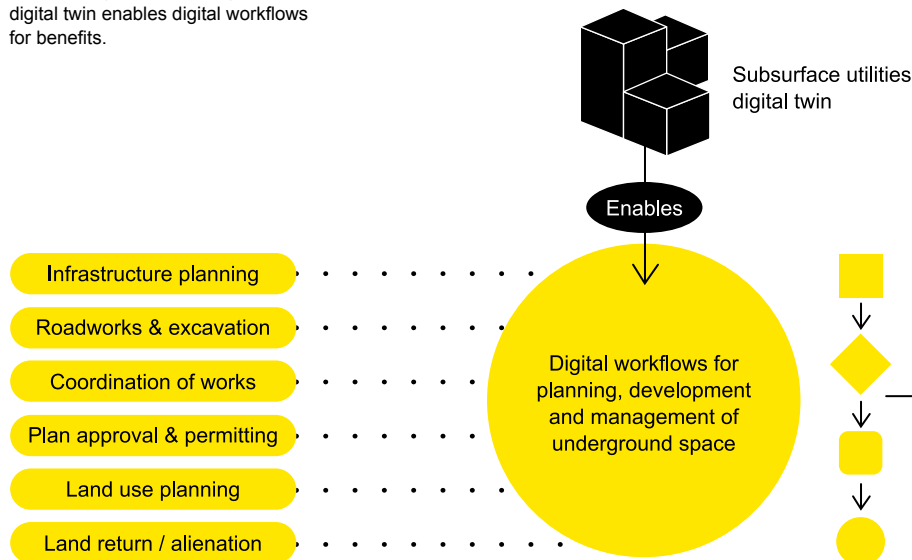 digital twin enables digital workflows
for benefits.
Subsurface utilities
digital twin
Enables
Infrastructure planning
Roadworks & excavation
Coordination of works
Plan approval & permitting
Land use planning
Land return / alienation
Digital workflows for
planning, development
and management of
underground space